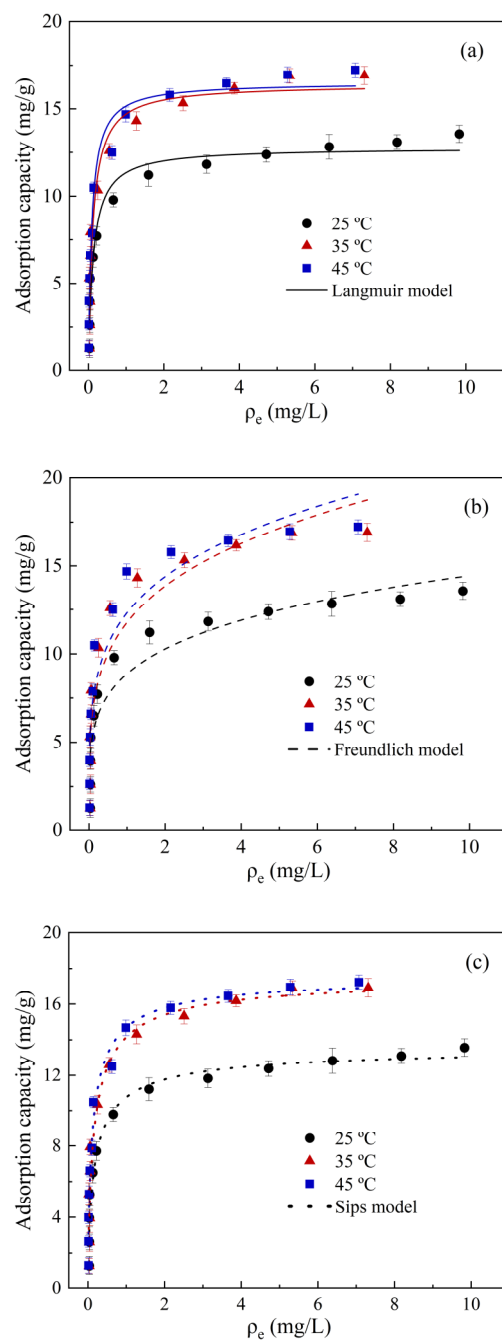 20
(a)
15
10
5
0
Adsorption capacity (mg/g)
25 ºC
35 ºC
45 ºC
Langmuir model
0 2 4 6 8 10
ρe (mg/L)
20
(b)
15
10
5
0
Adsorption capacity (mg/g)
25 ºC
35 ºC
45 ºC
Freundlich model
0 2 4 6 8 10
ρe (mg/L)
20
(c)
16
12
8
4
0
Adsorption capacity (mg/g)
25 ºC
35 ºC
45 ºC
Sips model
0 2 4 6 8 10
ρe (mg/L)